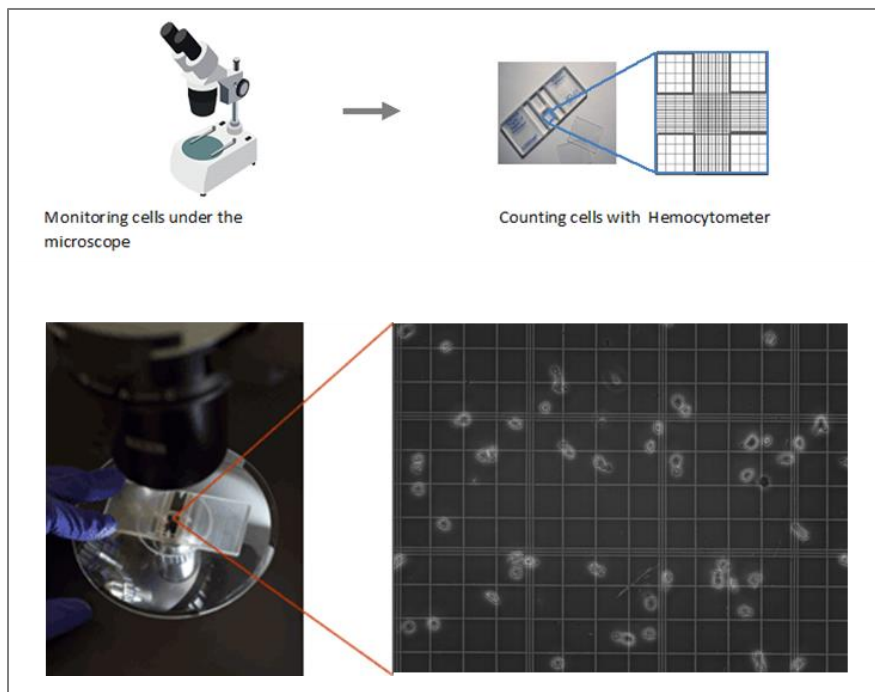 Monitoring cells under the
microscope
Counting cells with Hemocytometer